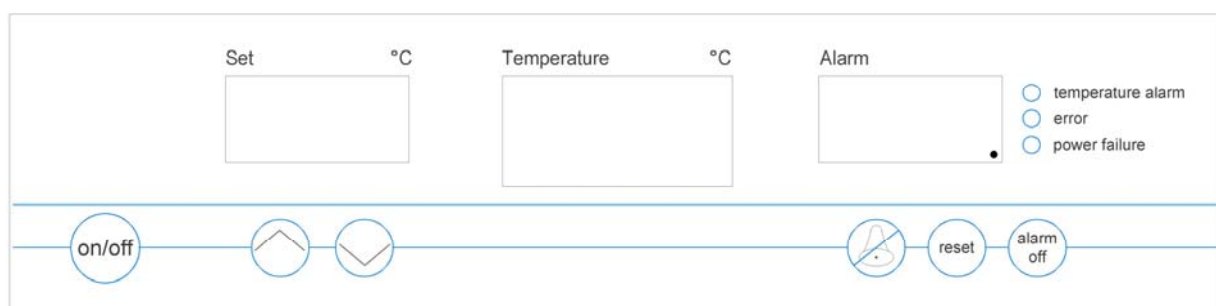 Set °C
Temperature °C
Alarm
temperature alarm
error
power failure
on/off
reset
alarm
off